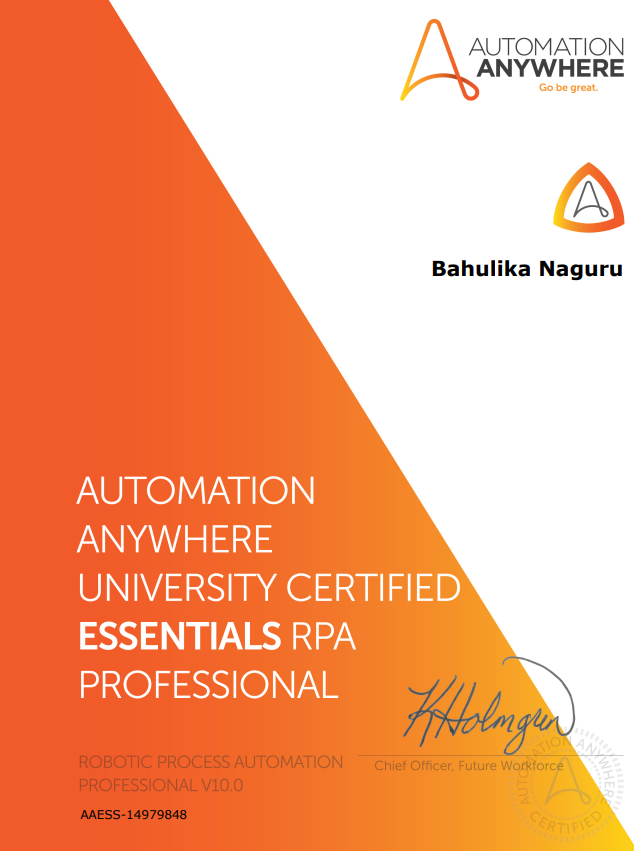 AUTOMATION
ANYWHERE
Go be great.
Bahulika Naguru
AUTOMATION
ANYWHERE
UNIVERSITY CERTIFIED
ESSENTIALS RPA
PROFESSIONAL
KHolmgren
ROBOTIC PROCESS AUTOMATION
PROFESSIONAL V10.0
Chief Officer, Future Workforce
AAESS-14979848
AUTOMATION ANYWHERE
CERTIFIED